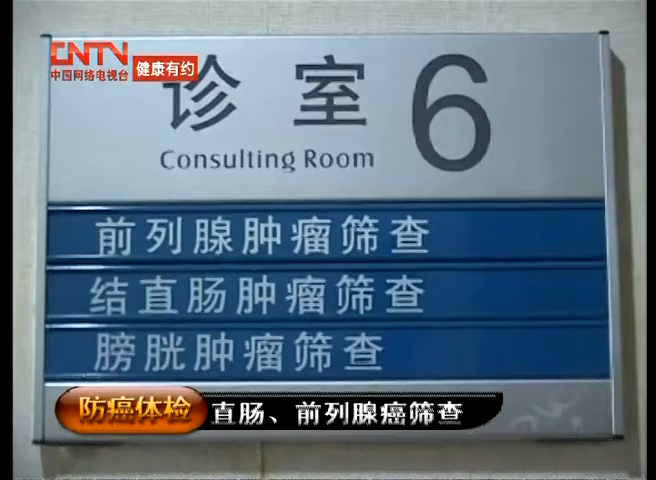 CNTV
中国网络电视台
健康有约
诊室 6
Consulting Room
前列腺肿瘤筛查
结直肠肿瘤筛查
膀胱肿瘤筛查
防癌体检
直肠、前列腺癌筛查